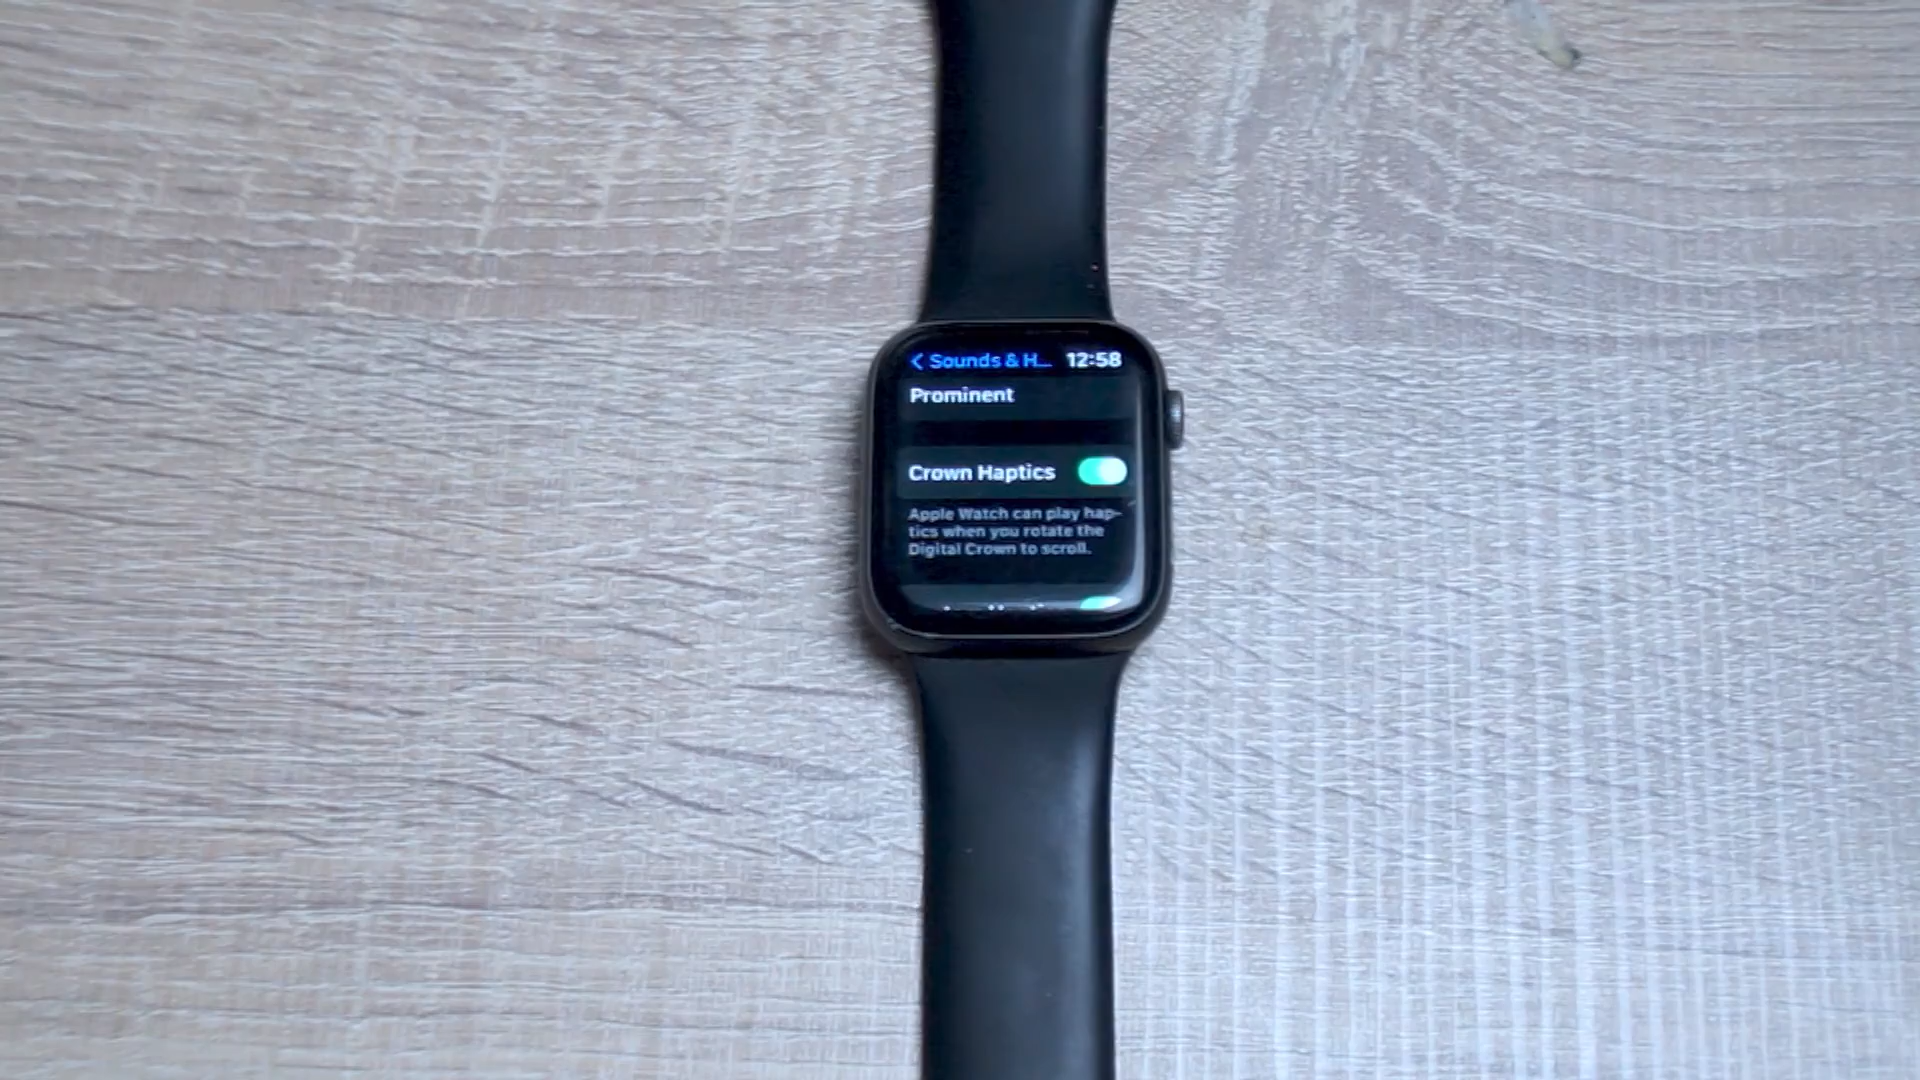 < Sounds & H... 12:58
Prominent
Crown Haptics
Apple Watch can play hap-
tics when you rotate the
Digital Crown to scroll.